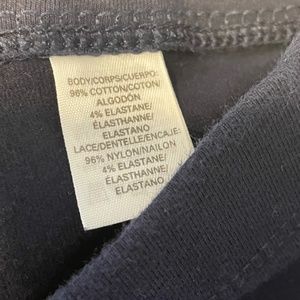 BODY/CORPS/CUERPO:
96% COTTON/COTON/
ALGODÓN
4% ELASTANE/
ÉLASTHANNE/
ELASTANO
LACE/DENTELLE/ENCAJE:
96% NYLON/NAILON
4% ELASTANE/
ÉLASTHANNE/
ELASTANO